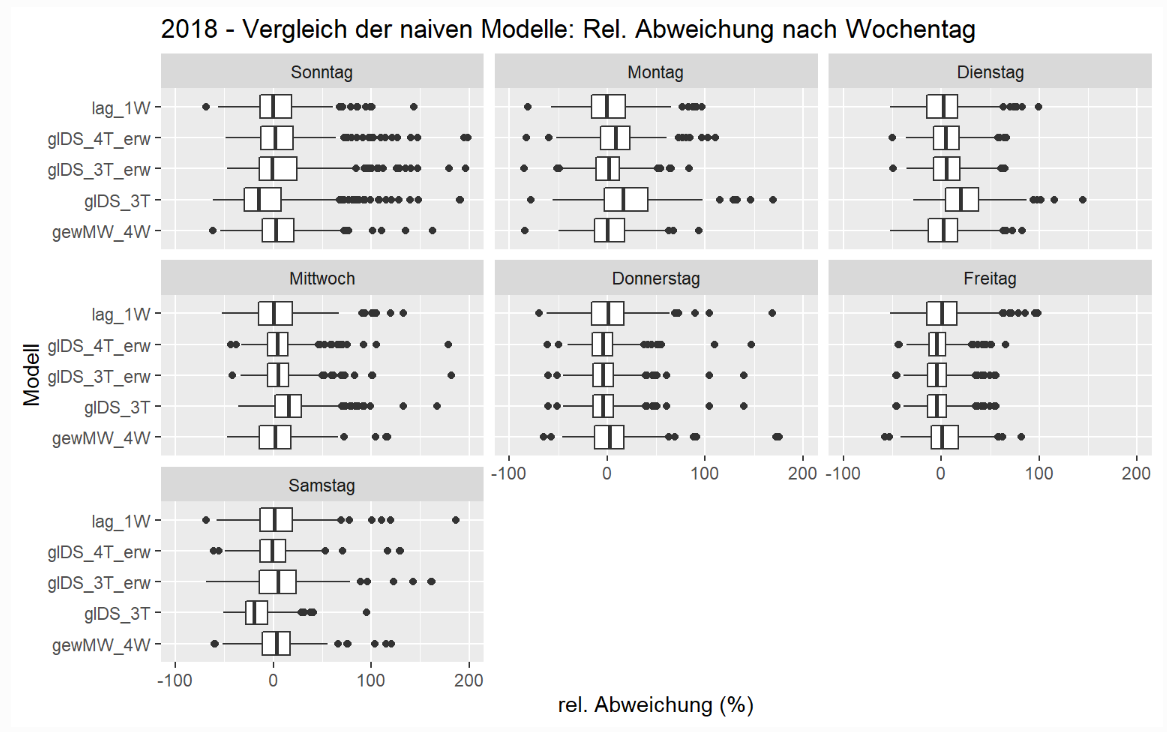 2018 - Vergleich der naiven Modelle: Rel. Abweichung nach Wochentag
Sonntag Montag Dienstag
lag_1W
glDS_4T_erw
glDS_3T_erw
glDS_3T
gewMW_4W
Mittwoch Donnerstag Freitag
lag_1W
glDS_4T_erw
glDS_3T_erw
glDS_3T
gewMW_4W
-100 0 100 200 -100 0 100 200
Samstag
lag_1W
glDS_4T_erw
glDS_3T_erw
glDS_3T
gewMW_4W
-100 0 100 200
Modell
rel. Abweichung (%)